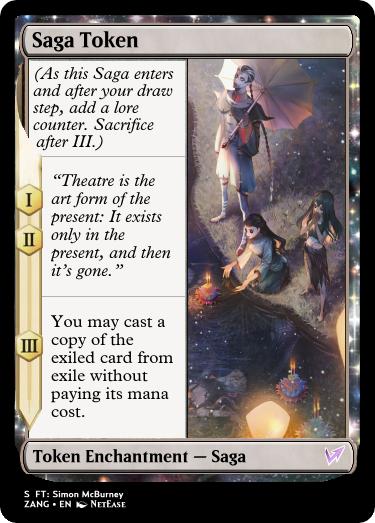 Saga Token
(As this Saga enters
and after your draw
step, add a lore
counter. Sacrifice
after III.)
I
II
“Theatre is the
art form of the
present: It exists
only in the
present, and then
it’s gone.”
III
You may cast a
copy of the
exiled card from
exile without
paying its mana
cost.
Token Enchantment — Saga
S FT: Simon McBurney
ZANG • EN NetEase